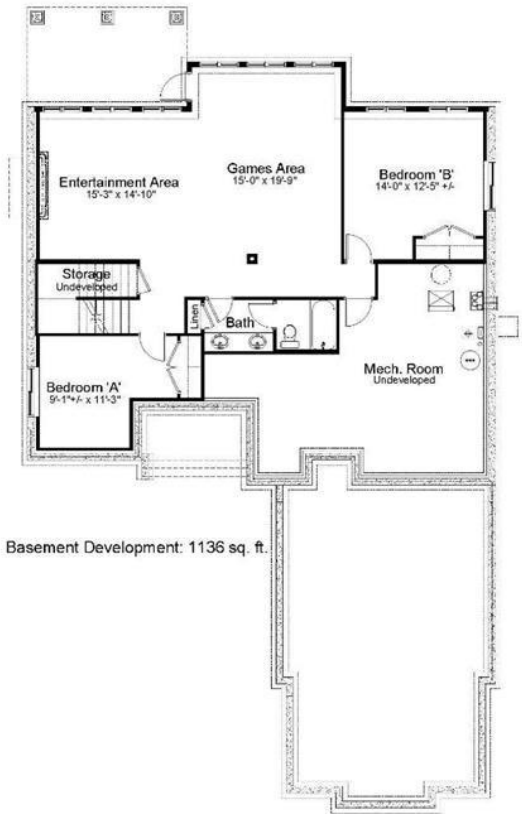 Entertainment Area
15'-3" x 14'-10"
Games Area
15'-0" x 19'-9"
Bedroom 'B'
14'-0" x 12'-5" +/-
Storage
Undeveloped
Linen
Bath
Mech. Room
Undeveloped
Bedroom 'A'
9'-1"+/- x 11'-3"
Basement Development: 1136 sq. ft.